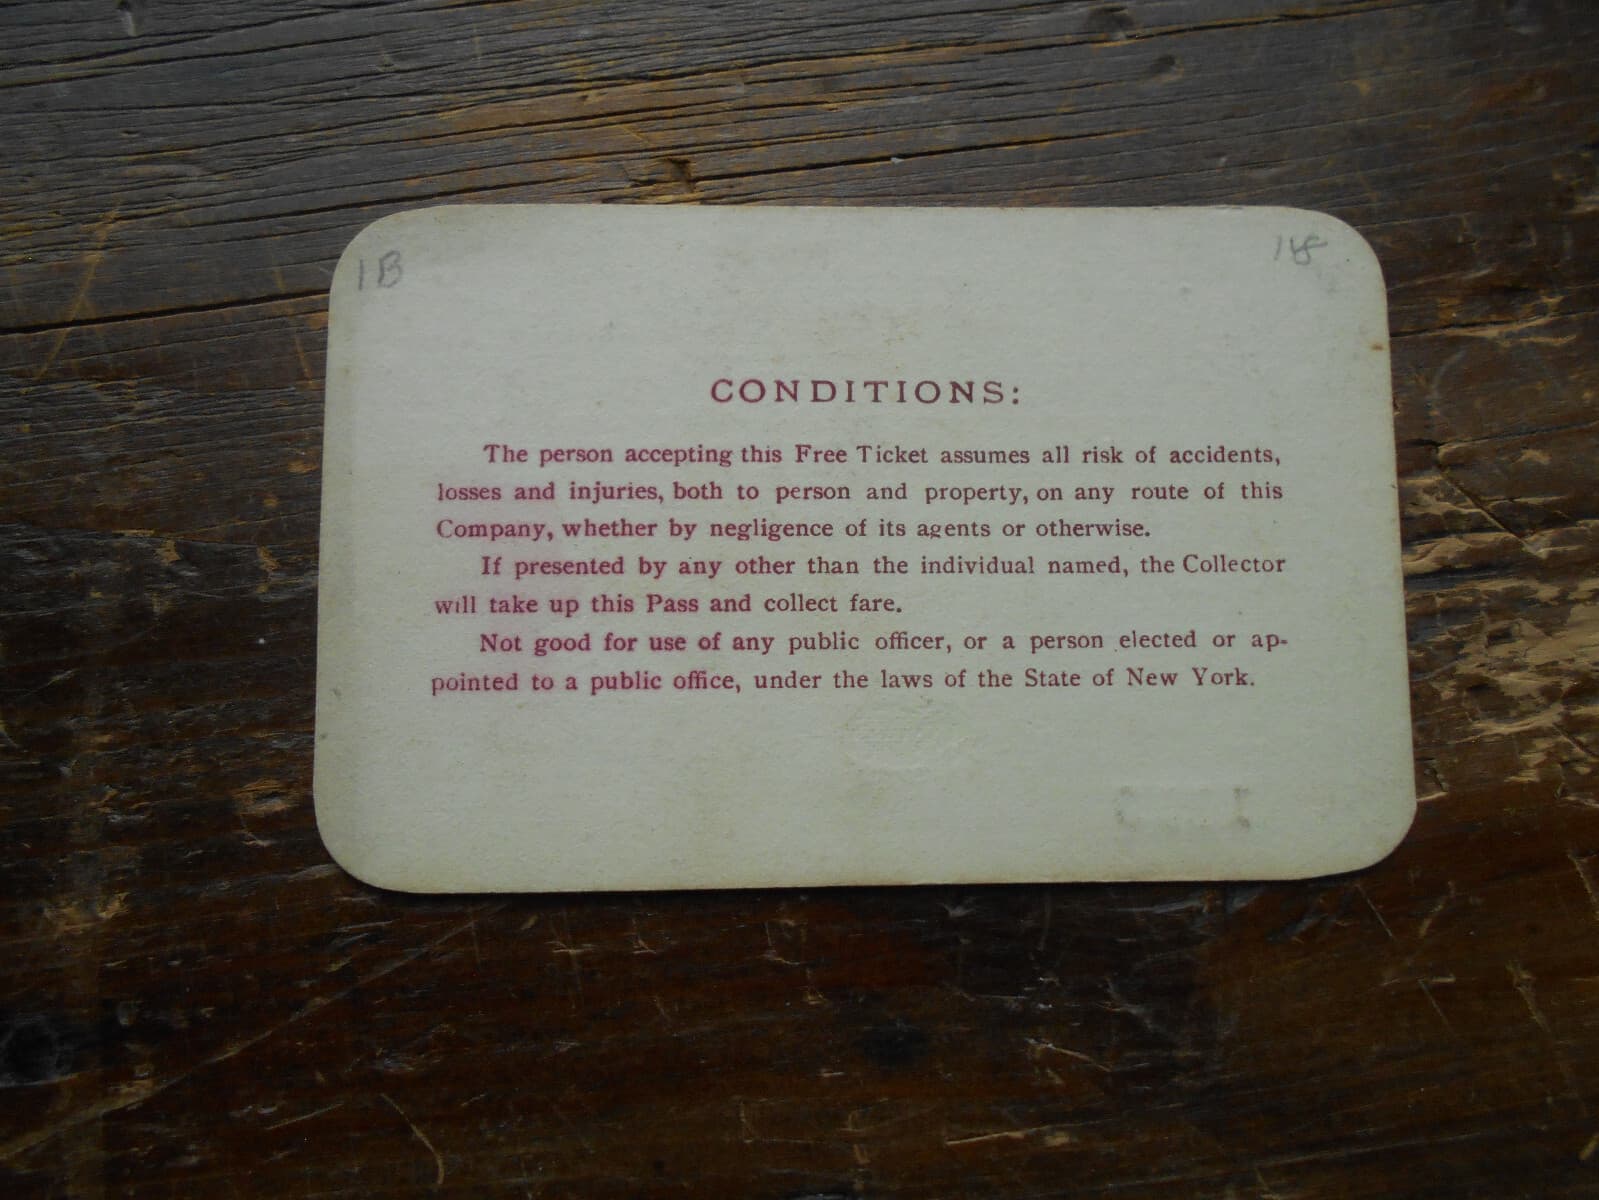 1B
CONDITIONS:
The person accepting this Free Ticket assumes all risk of accidents,
losses and injuries, both to person and property, on any route of this
Company, whether by negligence of its agents or otherwise.
If presented by any other than the individual named, the Collector
will take up this Pass and collect fare.
Not good for use of any public officer, or a person elected or ap-
pointed to a public office, under the laws of the State of New York.